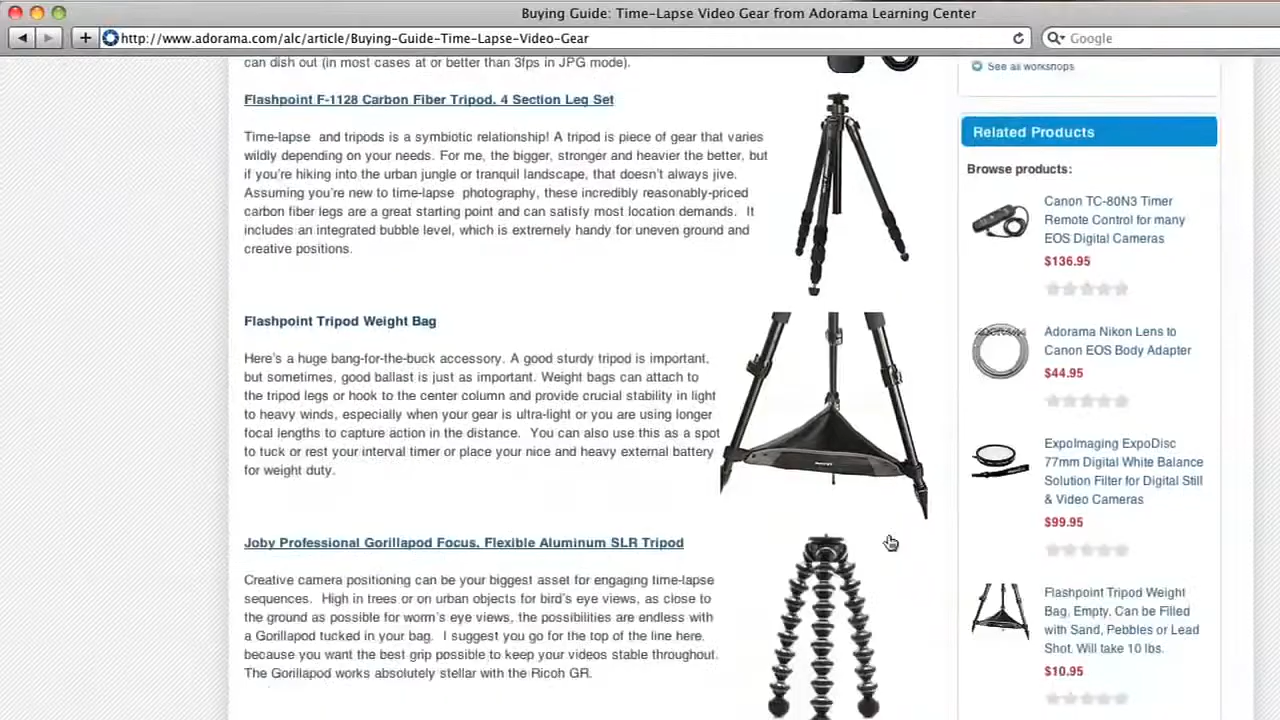 Buying Guide: Time-Lapse Video Gear from Adorama Learning Center
http://www.adorama.com/alc/article/Buying-Guide-Time-Lapse-Video-Gear
Google
can dish out (in most cases at or better than 3fps in JPG mode).
Flashpoint F-1128 Carbon Fiber Tripod, 4 Section Leg Set
Time-lapse and tripods is a symbiotic relationship! A tripod is piece of gear that varies
wildly depending on your needs. For me, the bigger, stronger and heavier the better, but
if you're hiking into the urban jungle or tranquil landscape, that doesn't always jive.
Assuming you're new to time-lapse photography, these incredibly reasonably-priced
carbon fiber legs are a great starting point and can satisfy most location demands. It
includes an integrated bubble level, which is extremely handy for uneven ground and
creative positions.
Flashpoint Tripod Weight Bag
Here's a huge bang-for-the-buck accessory. A good sturdy tripod is important,
but sometimes, good ballast is just as important. Weight bags can attach to
the tripod legs or hook to the center column and provide crucial stability in light
to heavy winds, especially when your gear is ultra-light or you are using longer
focal lengths to capture action in the distance. You can also use this as a spot
to tuck or rest your interval timer or place your nice and heavy external battery
for weight duty.
Joby Professional Gorillapod Focus, Flexible Aluminum SLR Tripod
Creative camera positioning can be your biggest asset for engaging time-lapse
sequences. High in trees or on urban objects for bird's eye views, as close to
the ground as possible for worm's eye views, the possibilities are endless with
a Gorillapod tucked in your bag. I suggest you go for the top of the line here,
because you want the best grip possible to keep your videos stable throughout.
The Gorillapod works absolutely stellar with the Ricoh GR.
See all workshops
Related Products
Browse products:
Canon TC-80N3 Timer
Remote Control for many
EOS Digital Cameras
$136.95
Adorama Nikon Lens to
Canon EOS Body Adapter
$44.95
ExpoImaging ExpoDisc
77mm Digital White Balance
Solution Filter for Digital Still
& Video Cameras
$99.95
Flashpoint Tripod Weight
Bag, Empty, Can be Filled
with Sand, Pebbles or Lead
Shot. Will take 10 lbs.
$10.95